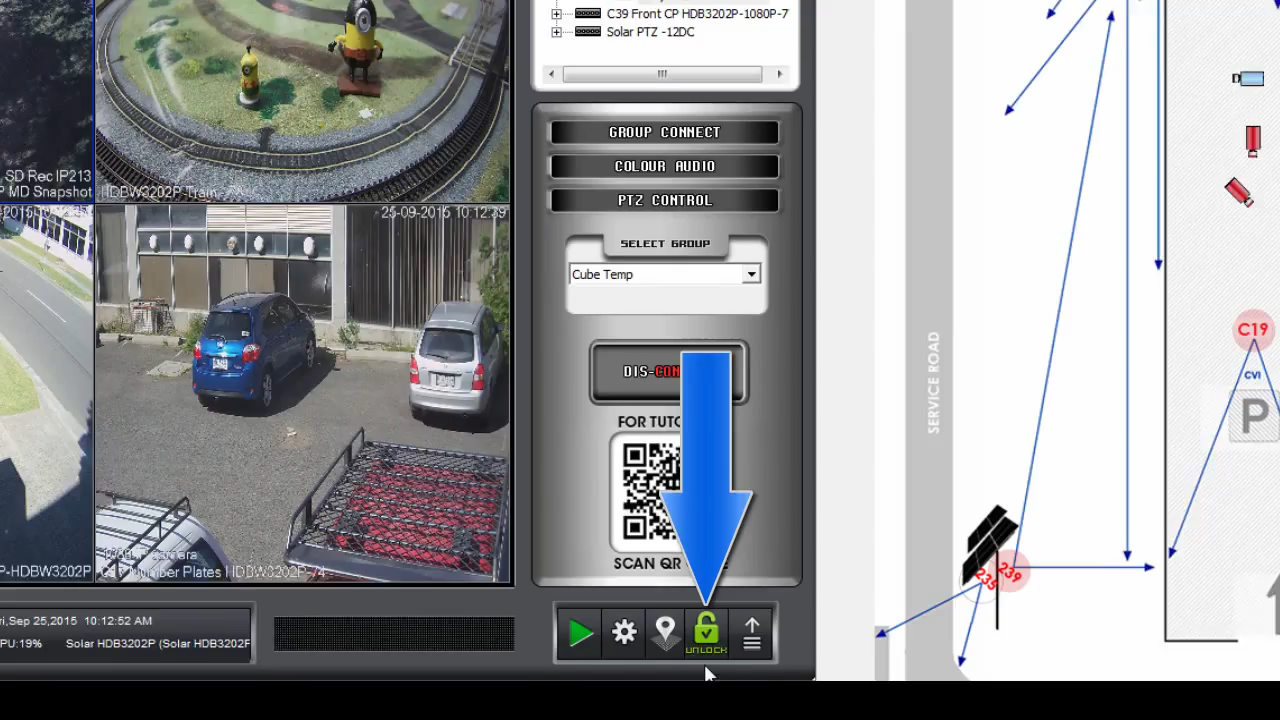 C39 Front CP HDB3202P-1080P-7
Solar PTZ -12DC
GROUP CONNECT
COLOUR AUDIO
PTZ CONTROL
SELECT GROUP
Cube Temp
DIS-CON
FOR TUTO
SCAN QR
UNLOCK
SD Rec IP213
P MD Snapshot
HDBW3202P-Train
25-09-2015 10:12:39
P-HDBW3202P
Number Plates HDBW3202P-74
ri,Sep 25,2015 10:12:52 AM
PU:19% Solar HDB3202P (Solar HDB3202F
SERVICE ROAD
C19
CVI
P
239
235